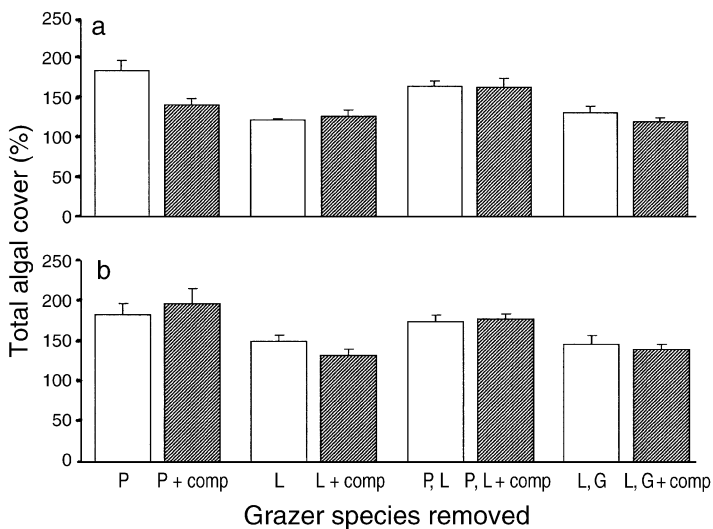 a
250
200
150
100
50
0
b
250
200
150
100
50
0
Total algal cover (%)
P P + comp L L + comp P, L P, L + comp L, G L, G + comp
Grazer species removed